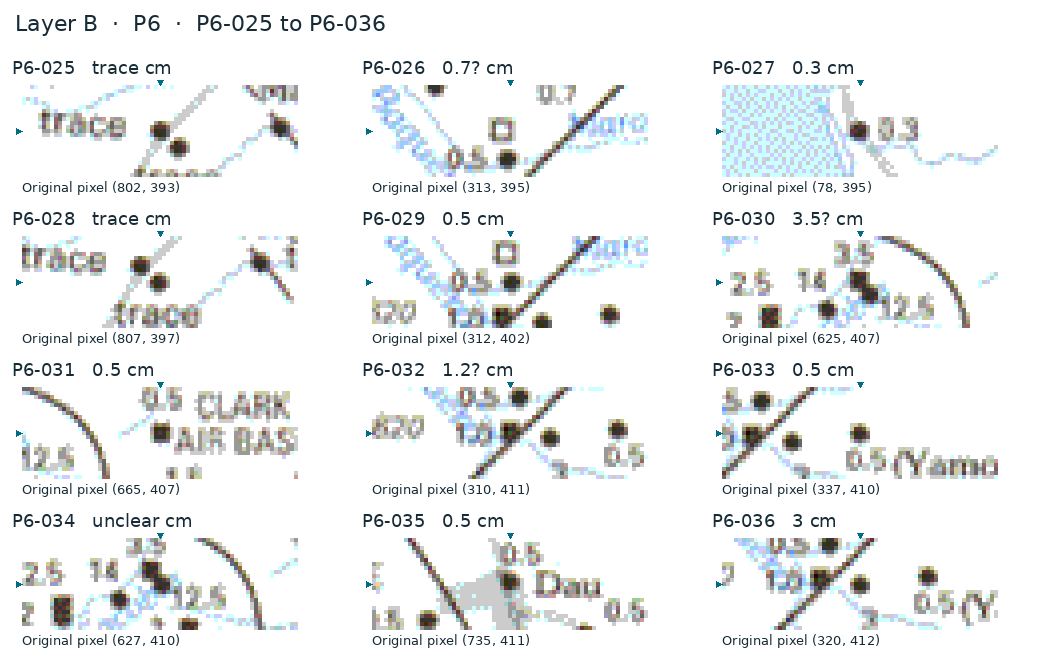 Layer B · P6 · P6-025 to P6-036
P6-025 trace cm
trace
Original pixel (802, 393)
P6-026 0.7? cm
0.7
0.5
Original pixel (313, 395)
P6-027 0.3 cm
0.3
Original pixel (78, 395)
P6-028 trace cm
trace
trace
Original pixel (807, 397)
P6-029 0.5 cm
0.5
1.0
Original pixel (312, 402)
P6-030 3.5? cm
3.5
2.5 14
12.5
Original pixel (625, 407)
P6-031 0.5 cm
0.5 CLARK
AIR BAS
12.5
Original pixel (665, 407)
P6-032 1.2? cm
0.5
620 1.0
0.5
Original pixel (310, 411)
P6-033 0.5 cm
0.5 (Yamo
Original pixel (337, 410)
P6-034 unclear cm
3.5
2.5 14
12.5
Original pixel (627, 410)
P6-035 0.5 cm
0.5
Dau
0.5
Original pixel (735, 411)
P6-036 3 cm
0.5
1.0
0.5 (Y
Original pixel (320, 412)